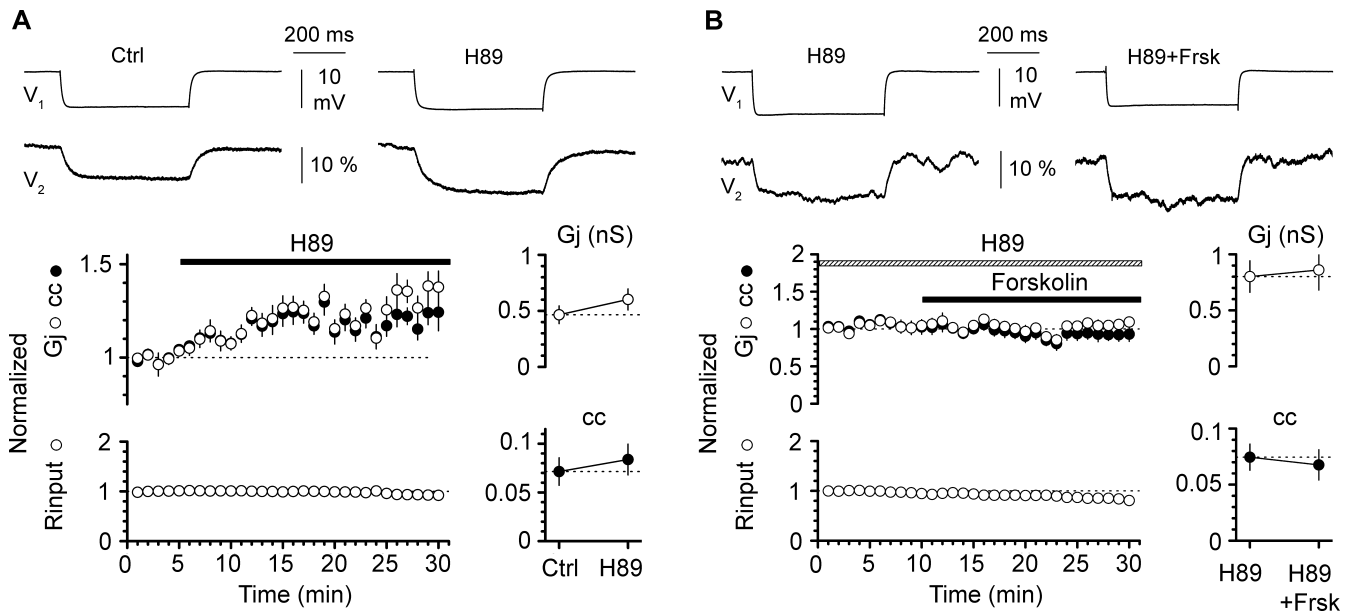 A
200 ms
Ctrl
H89
V1
10
mV
V2
10 %
H89
Normalized
Gj cc
1.5
1
Rinput
2
1
0
0 5 10 15 20 25 30
Time (min)
Gj (nS)
1
0.5
0
cc
0.1
0.05
0
Ctrl H89
B
200 ms
H89
H89+Frsk
V1
10
mV
V2
10 %
H89
Forskolin
Normalized
Gj cc
2
1.5
1
0.5
0
Rinput
2
1
0
0 5 10 15 20 25 30
Time (min)
Gj (nS)
1
0.5
0
cc
0.1
0.05
0
H89 H89
+Frsk